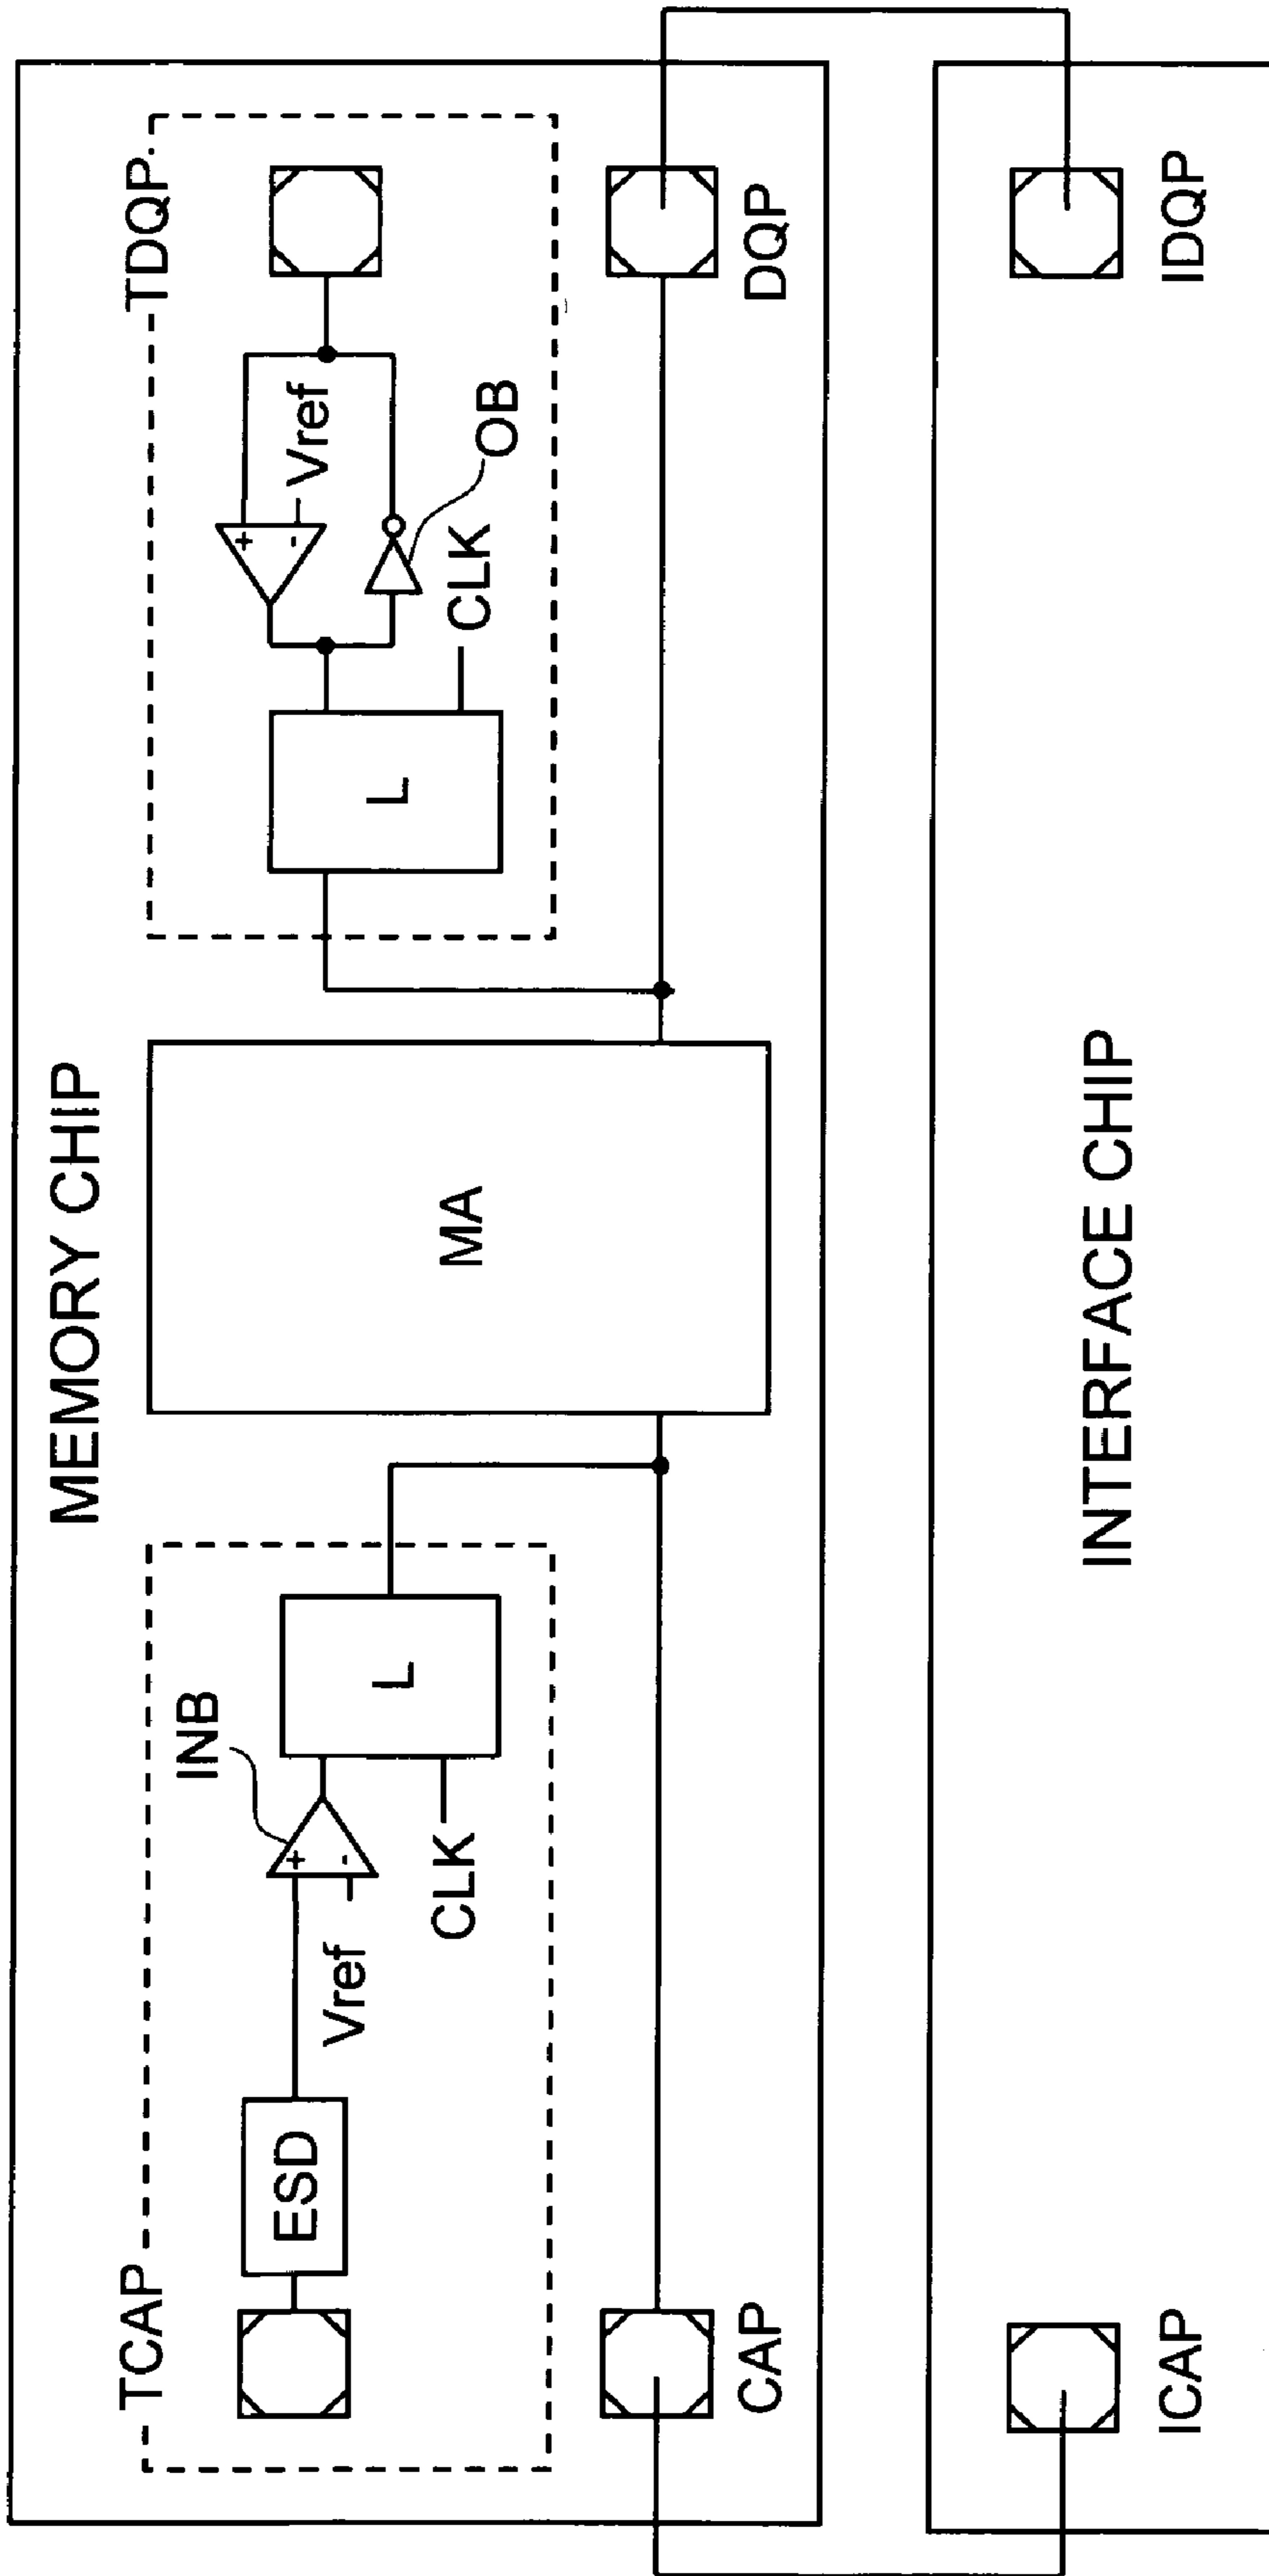 MEMORY CHIP
TCAP
ESD
Vref
INB
CLK
L
MA
L
CLK
OB
Vref
+
-
+
-
TDQP
CAP
DQP
INTERFACE CHIP
ICAP
IDQP